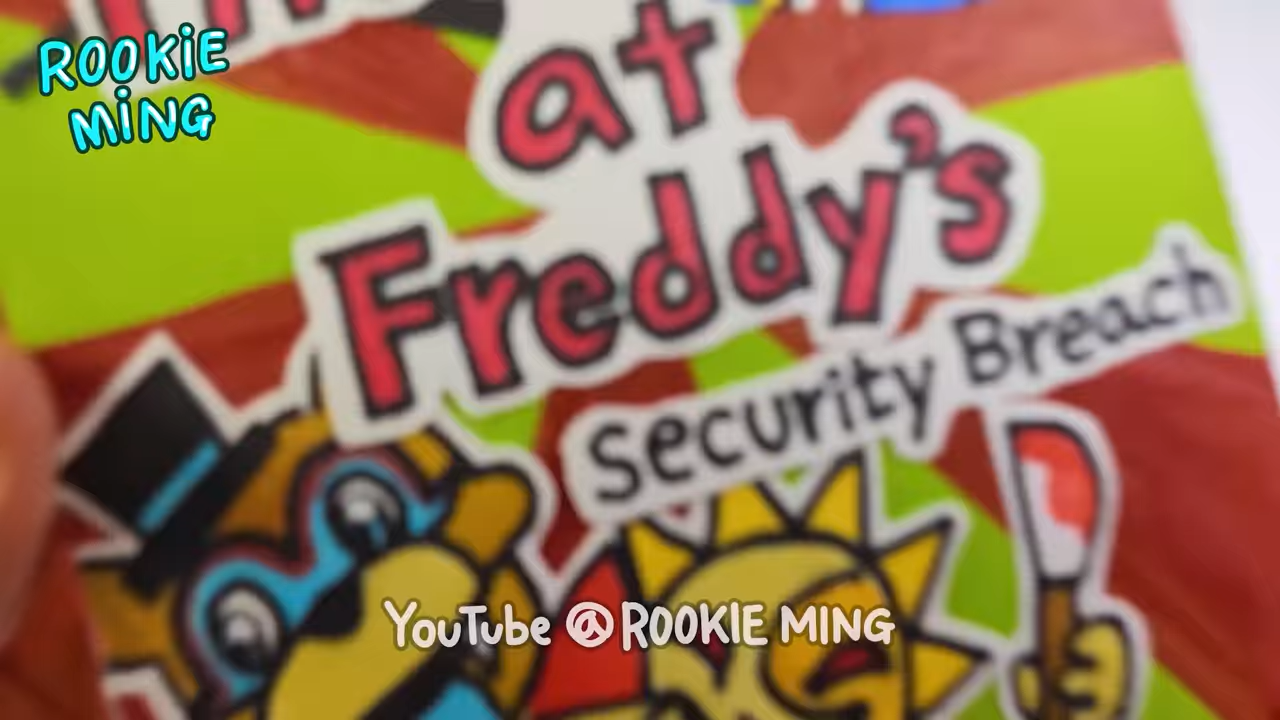 ROOKiE
MiNG
at
Freddy's
Security Breach
YouTube @ROOKIE MING